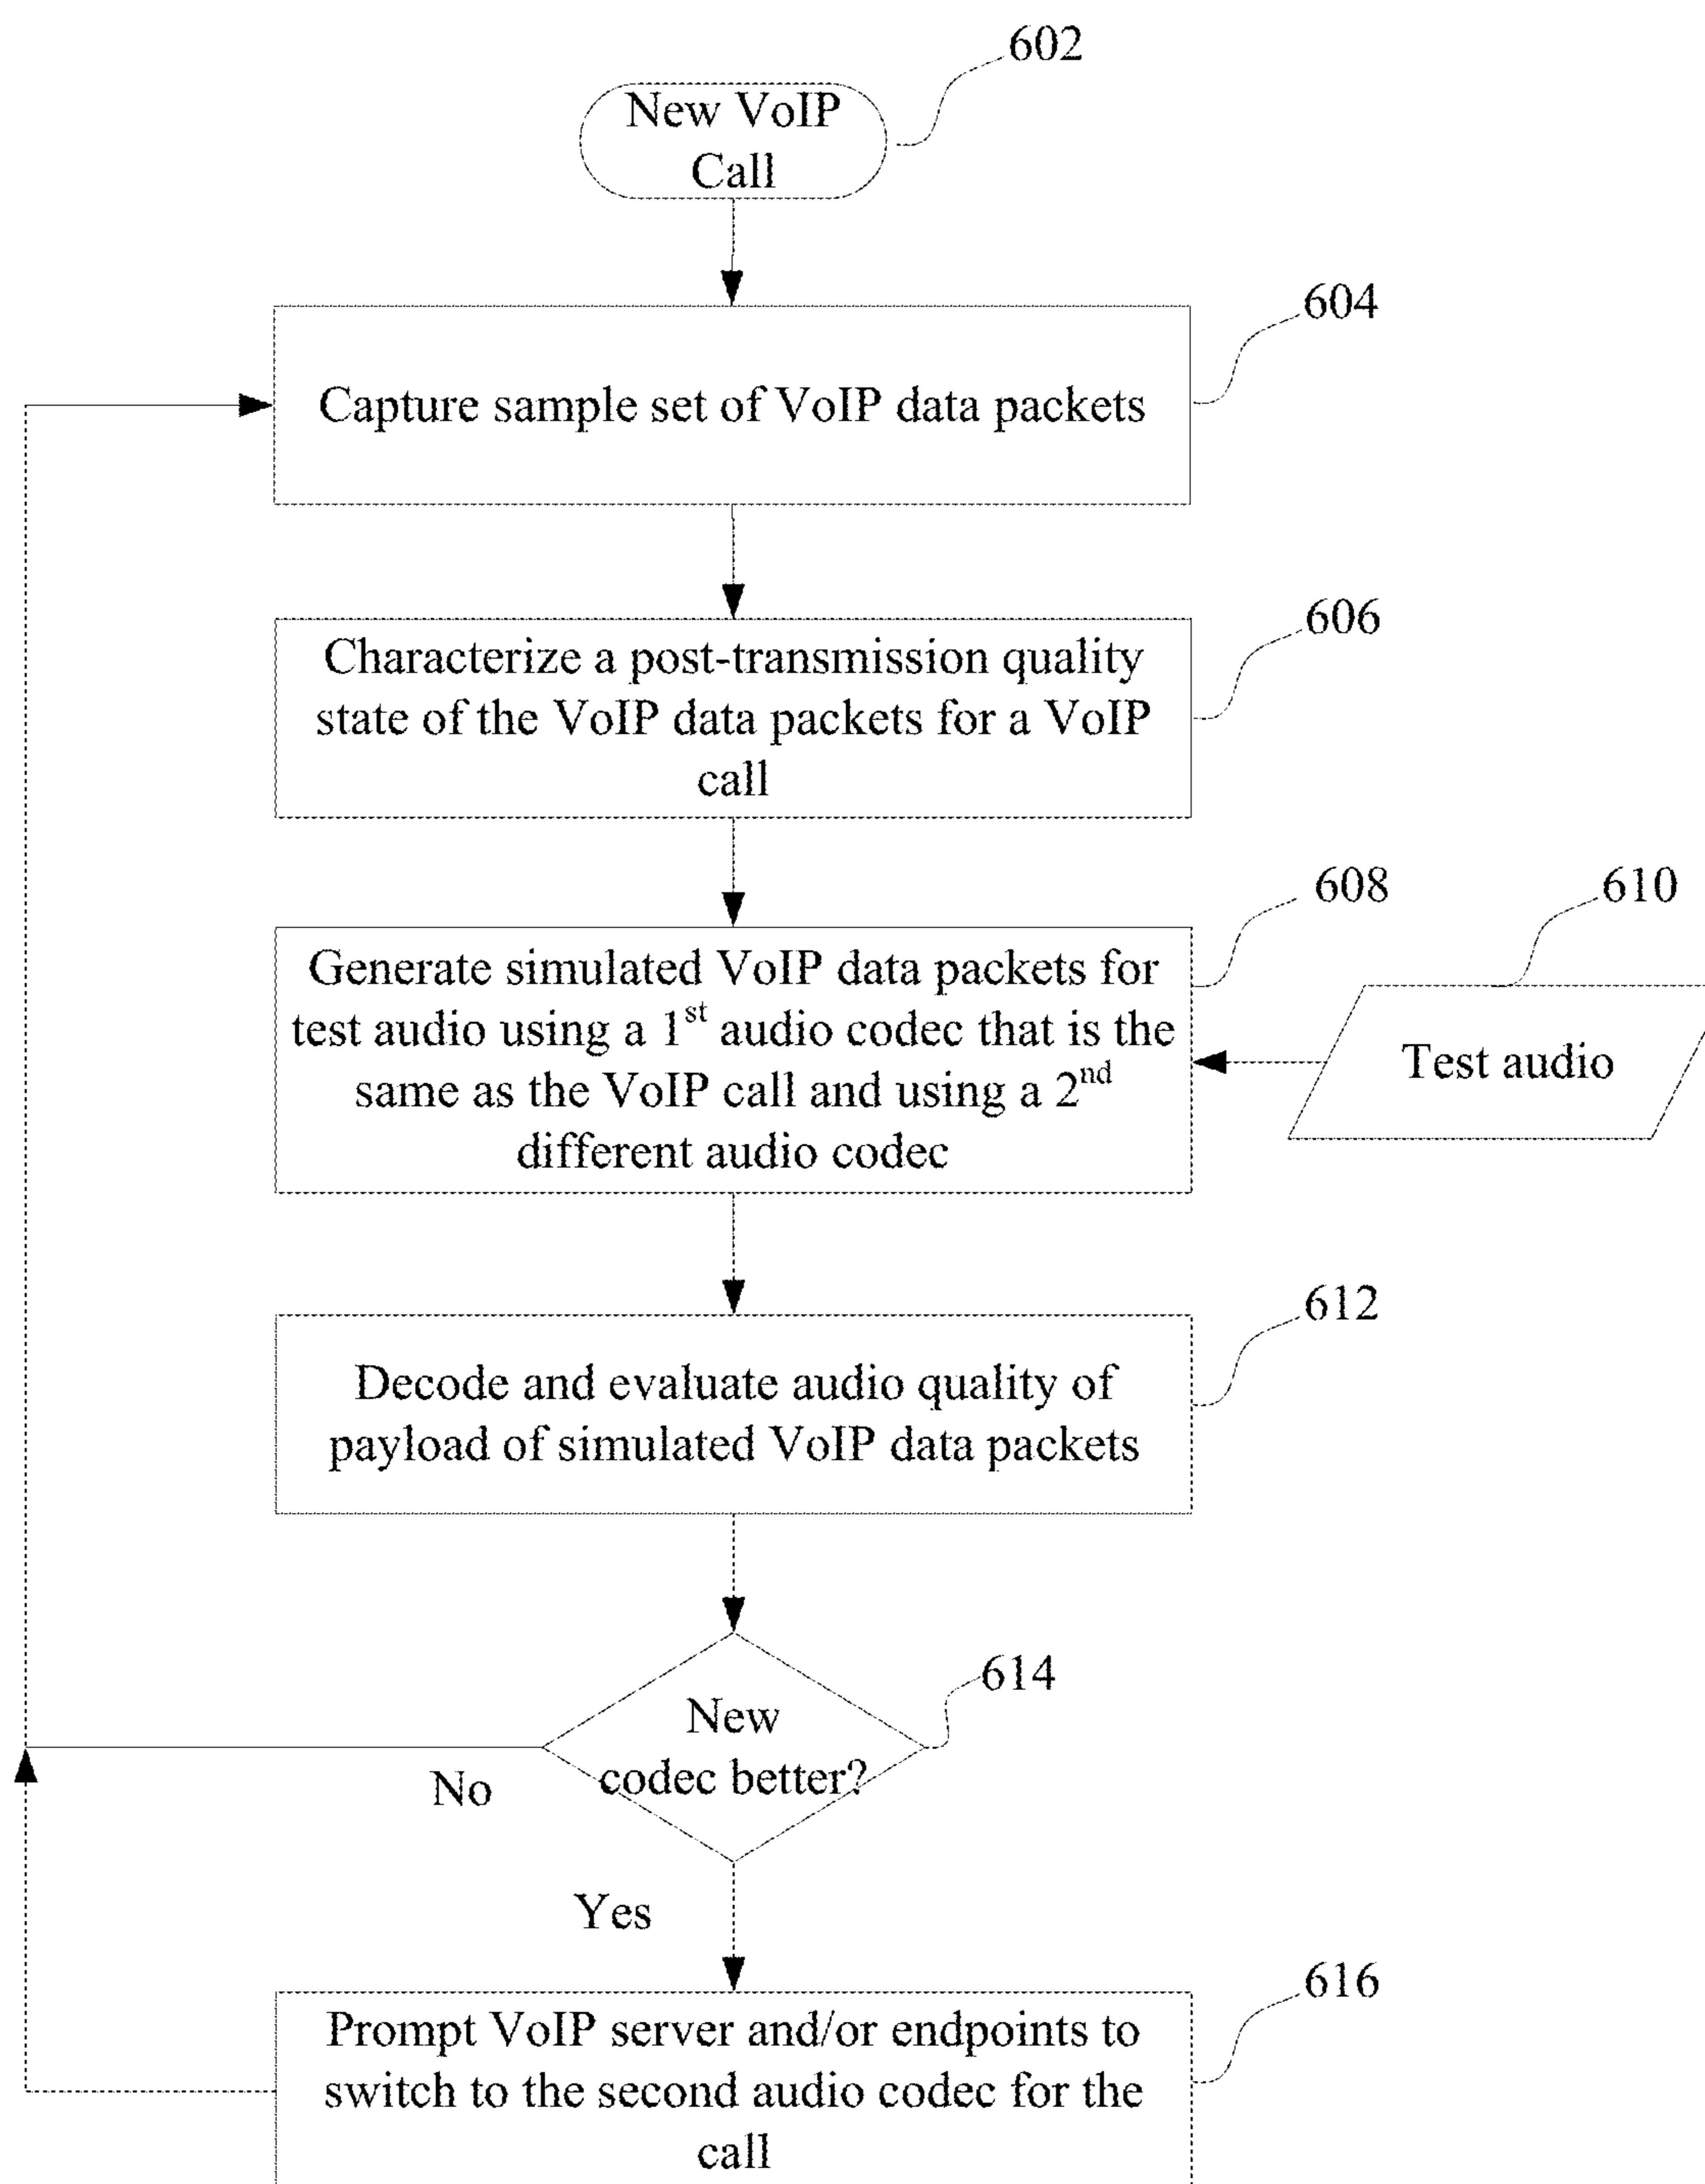 602
New VoIP
Call
604
Capture sample set of VoIP data packets
606
Characterize a post-transmission quality
state of the VoIP data packets for a VoIP
call
608
610
Generate simulated VoIP data packets for
test audio using a 1st audio codec that is the
same as the VoIP call and using a 2nd
different audio codec
Test audio
612
Decode and evaluate audio quality of
payload of simulated VoIP data packets
614
New
codec better?
No
Yes
616
Prompt VoIP server and/or endpoints to
switch to the second audio codec for the
call